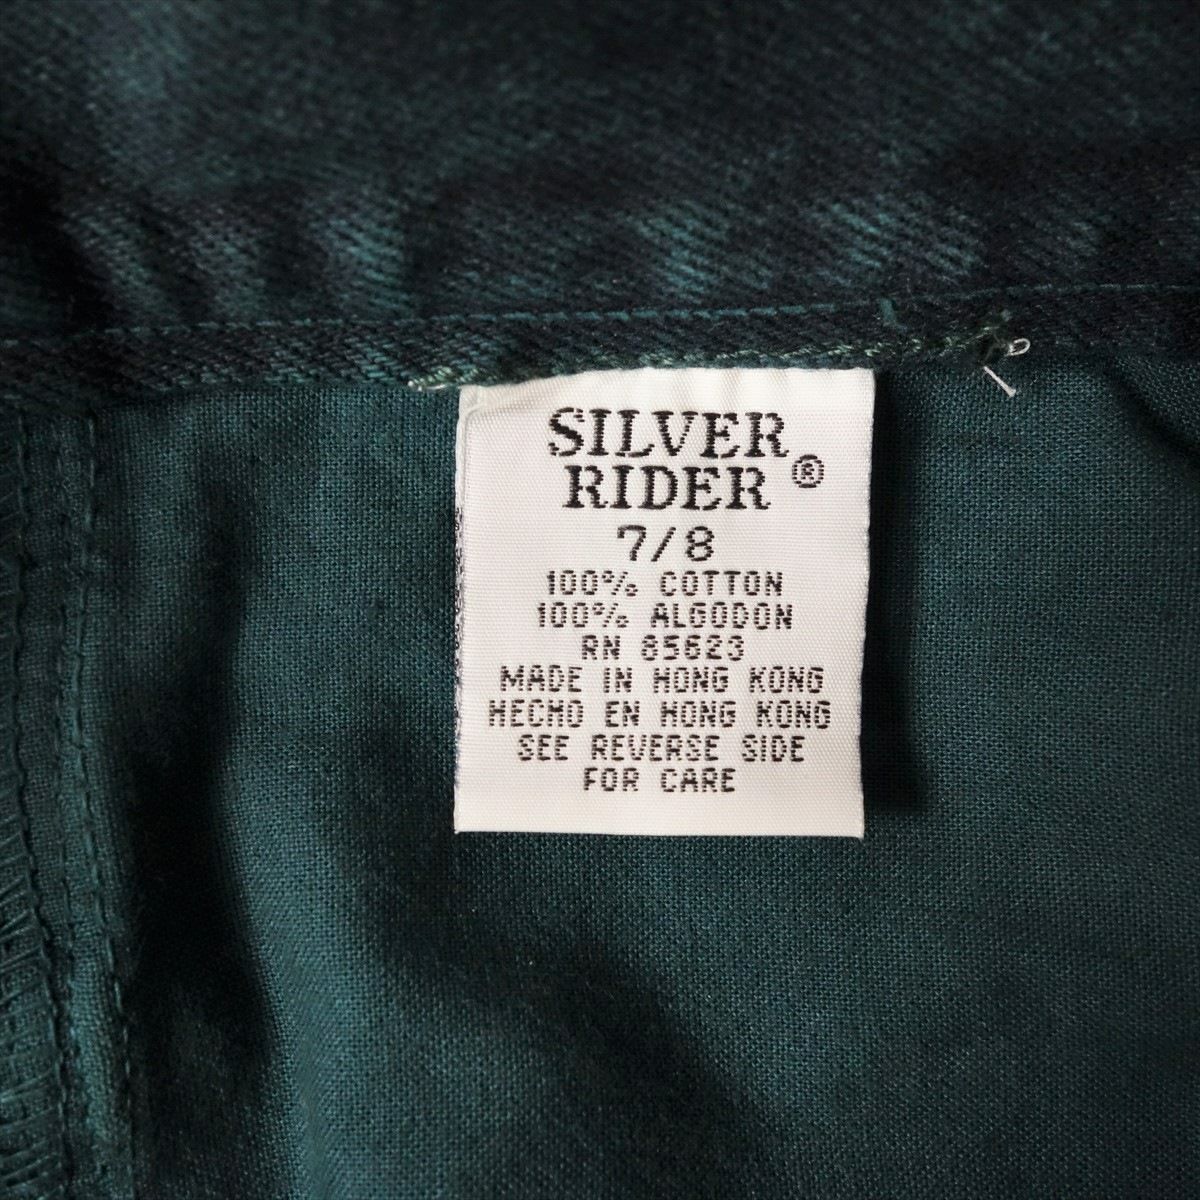 SILVER
RIDER ®
7/8
100% COTTON
100% ALGODON
RN 85623
MADE IN HONG KONG
HECHO EN HONG KONG
SEE REVERSE SIDE
FOR CARE